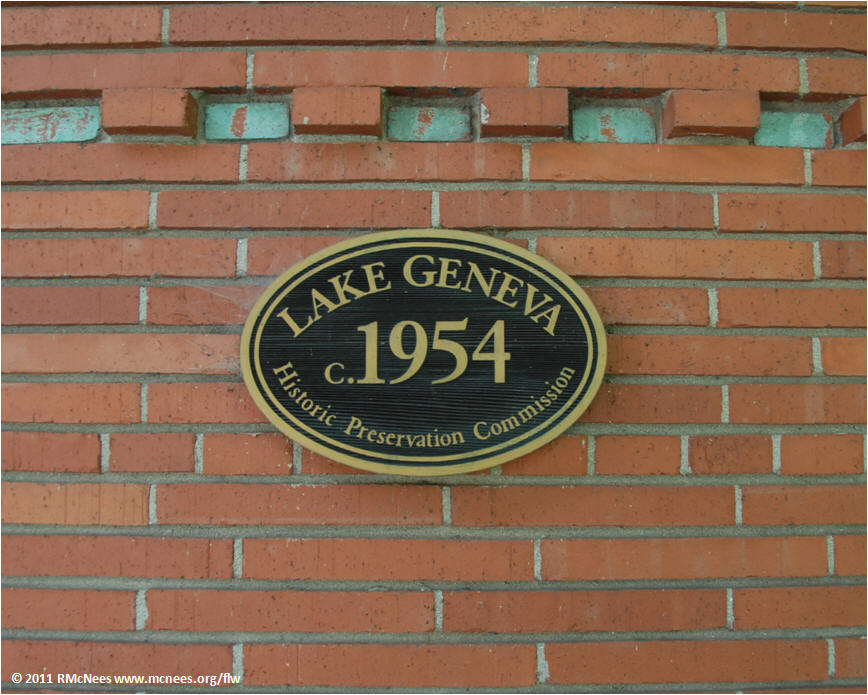 LAKE GENEVA
c.1954
Historic Preservation Commission
© 2011 RMcNees www.mcnees.org/flw